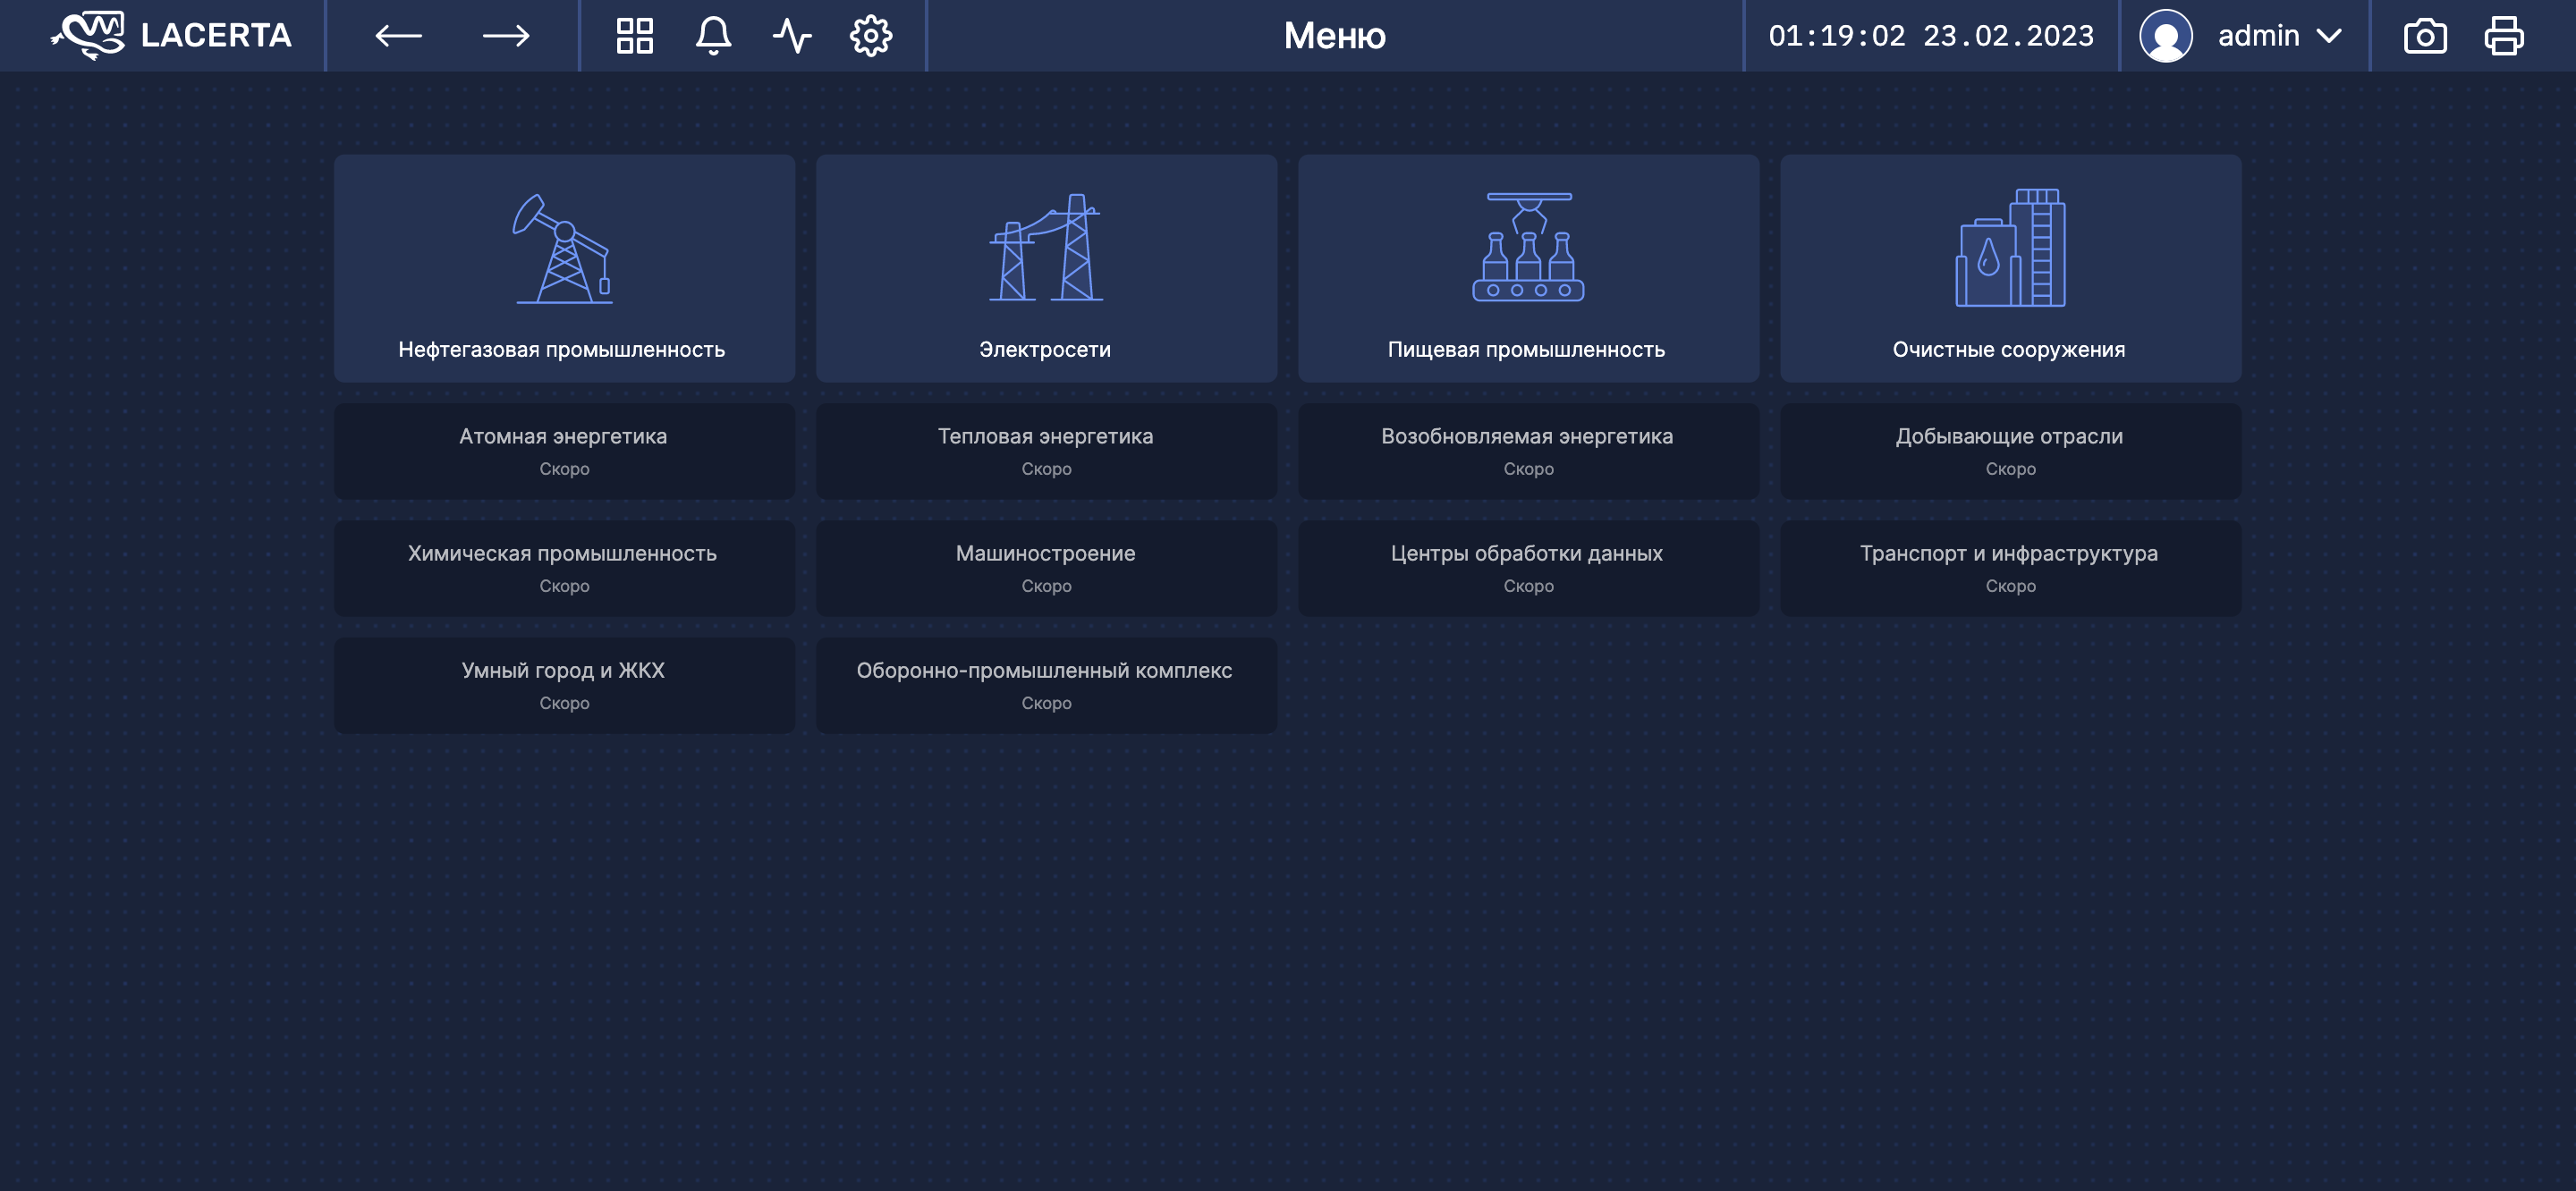 LACERTA
Меню
01:19:02 23.02.2023
admin
Нефтегазовая промышленность
Электросети
Пищевая промышленность
Очистные сооружения
Атомная энергетика
Скоро
Тепловая энергетика
Скоро
Возобновляемая энергетика
Скоро
Добывающие отрасли
Скоро
Химическая промышленность
Скоро
Машиностроение
Скоро
Центры обработки данных
Скоро
Транспорт и инфраструктура
Скоро
Умный город и ЖКХ
Скоро
Оборонно-промышленный комплекс
Скоро